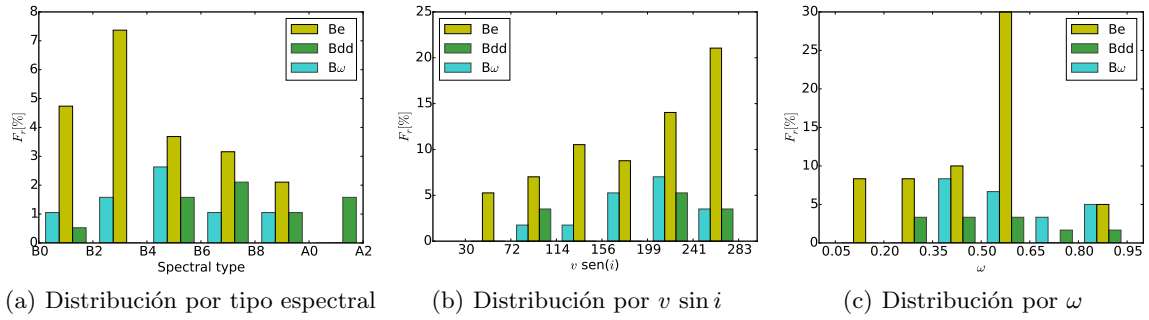 8
7
6
5
4
3
2
1
0
F_r[%]
B0 B2 B4 B6 B8 A0 A2
Spectral type
Be
Bdd
Bω
25
20
15
10
5
0
F_r[%]
30 72 114 156 199 241 283
v sen(i)
Be
Bdd
Bω
30
25
20
15
10
5
0
F_r[%]
0.05 0.20 0.35 0.50 0.65 0.80 0.95
ω
Be
Bdd
Bω
(a) Distribución por tipo espectral
(b) Distribución por v sin i
(c) Distribución por ω